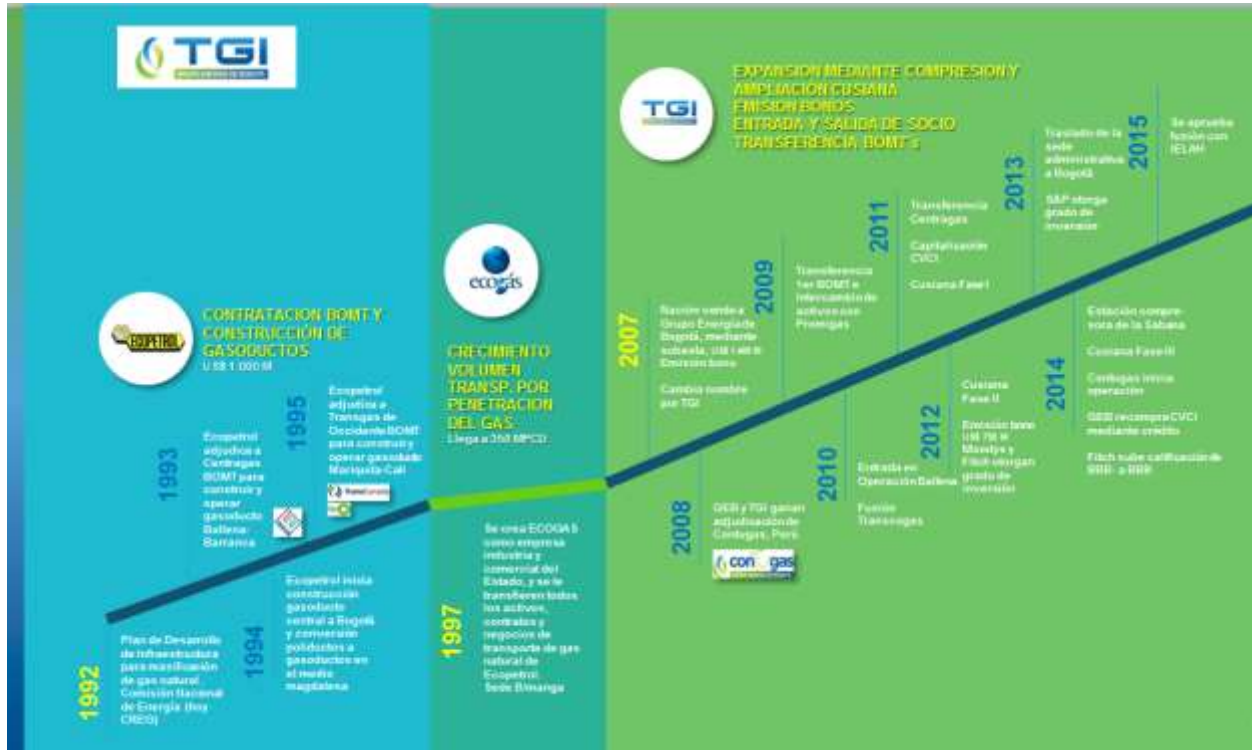 TGI
ECOPETROL
CONTRATACION BOMT Y
CONSTRUCCIÓN DE
GASODUCTOS
US$ 1.000 M
1992
Plan de Desarrollo
de Infraestructura
para masificación
de gas natural.
Comisión Nacional
de Energía (hoy
CREG)
1993
Ecopetrol
adjudica a
Centragas
BOMT para
construir y
operar
gasoducto
Ballena-
Barranca
1994
Ecopetrol inicia
construcción
gasoducto
central a Bogotá
y conversión
poliductos a
gasoductos en
el medio
magdalena
1995
Ecopetrol
adjudica a
Transgas de
Occidente BOMT
para construir y
operar gasoducto
Mariquita-Cali
ecogás
CRECIMIENTO
VOLUMEN
TRANSP. POR
PENETRACION
DEL GAS
Llega a 350 MPCD
1997
Se crea ECOGAS
como empresa
industria y
comercial del
Estado, y se le
transfieren todos
los activos,
contratos y
negocios de
transporte de gas
natural de
Ecopetrol.
Sede Bmanga
TGI
EXPANSION MEDIANTE COMPRESION Y
AMPLIACIÓN CUSIANA
EMISION BONOS
ENTRADA Y SALIDA DE SOCIO
TRANSFERENCIA BOMT's
2007
Nación vende a
Grupo Energía de
Bogotá, mediante
subasta,
Emisión bono
Cambia nombre
por TGI
2008
GEB y TGI ganan
adjudicación de
Contugas, Perú
2009
Transferencia
1er BOMT e
Intercambio de
activos con
Promigas
2010
Entrada en
Operación Ballena
Fusión
Transcogas
2011
Transferencia
Centragas
Capitalización
CVCI
Cusiana Fase I
2012
Cusiana
Fase II
Emisión bono
Moodys y
Fitch otorgan
grado de
inversión
2013
Traslado de la
sede
administrativa
a Bogotá
S&P otorga
grado de
inversión
2014
Estación compre-
sora de la Sabana
Cusiana Fase III
Contugas inicia
operación
GEB recompra CVCI
mediante crédito
Fitch sube calificación de
BBB- a BBB
2015
Se aprueba
fusión con
IELAH